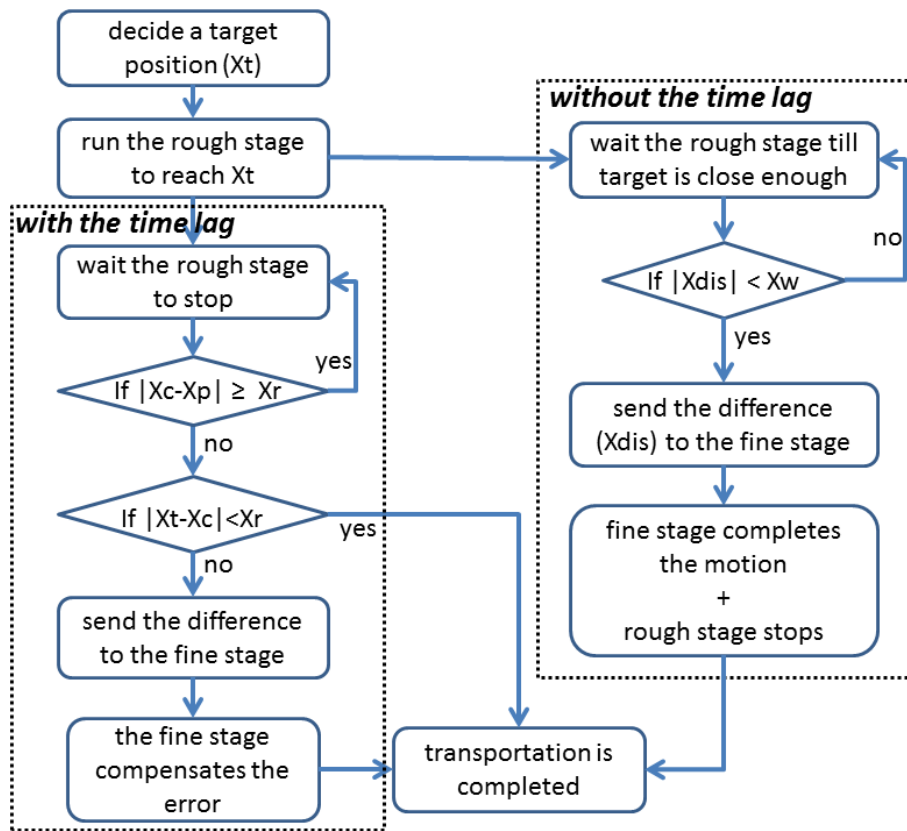 decide a target
position (Xt)
run the rough stage
to reach Xt
with the time lag
wait the rough stage
to stop
yes
If |Xc-Xp| ≥ Xr
no
If |Xt-Xc|<Xr
yes
no
send the difference
to the fine stage
the fine stage
compensates the
error
without the time lag
wait the rough stage till
target is close enough
no
If |Xdis| < Xw
yes
send the difference
(Xdis) to the fine stage
fine stage completes
the motion
+
rough stage stops
transportation is
completed